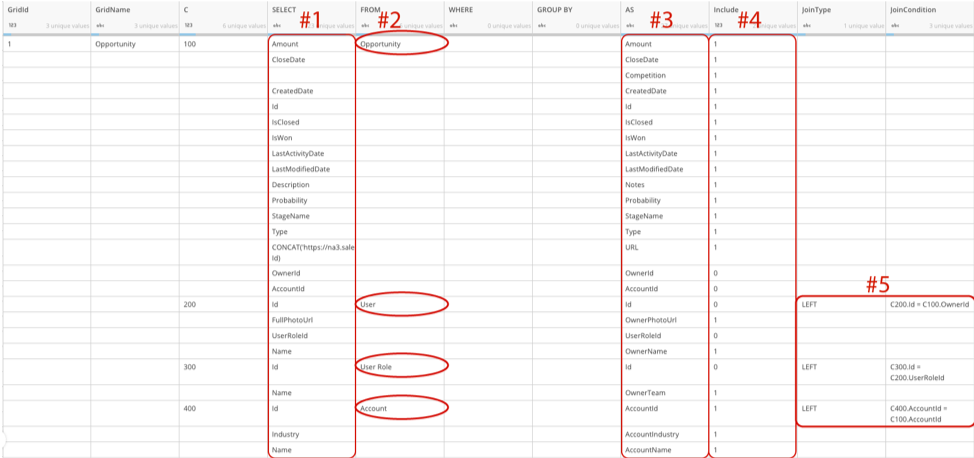 GridId GridName C SELECT FROM WHERE GROUP BY AS Include JoinType JoinCondition
#1 #2 #3 #4
123 3 unique values abc 3 unique values 123 6 unique values abc unique values abc unique values abc 0 unique values abc 0 unique values abc unique values 123 unique values abc 1 unique value abc 3 unique values
1 Opportunity 100 Amount Opportunity Amount 1
CloseDate CloseDate 1
Competition 1
CreatedDate CreatedDate 1
Id Id 1
IsClosed IsClosed 1
IsWon IsWon 1
LastActivityDate LastActivityDate 1
LastModifiedDate LastModifiedDate 1
Description Notes 1
Probability Probability 1
StageName StageName 1
Type Type 1
CONCAT('https://na3.sale URL 1
Id)
OwnerId OwnerId 0
AccountId AccountId 0
#5
200 Id User Id 0 LEFT C200.Id = C100.OwnerId
FullPhotoUrl OwnerPhotoUrl 1
UserRoleId UserRoleId 0
Name OwnerName 1
300 Id User Role Id 0 LEFT C300.Id =
C200.UserRoleId
Name OwnerTeam 1
400 Id Account AccountId 1 LEFT C400.AccountId =
C100.AccountId
Industry AccountIndustry 1
Name AccountName 1